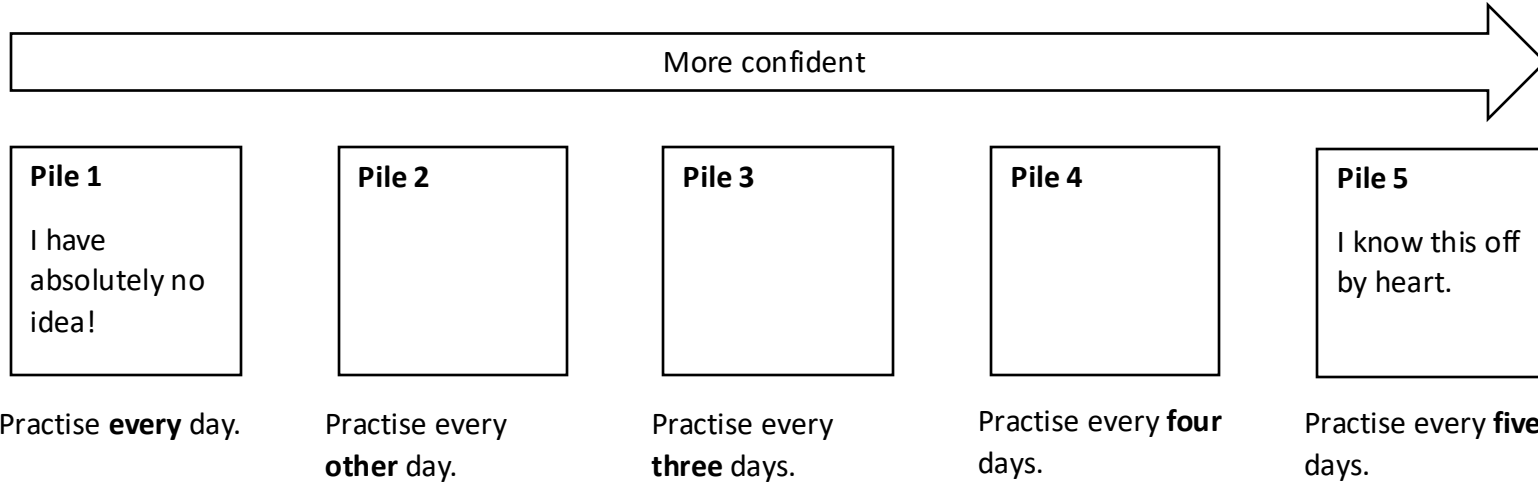 More confident
Pile 1
I have
absolutely no
idea!
Pile 2
Pile 3
Pile 4
Pile 5
I know this off
by heart.
Practise every day.
Practise every
other day.
Practise every
three days.
Practise every four
days.
Practise every five
days.